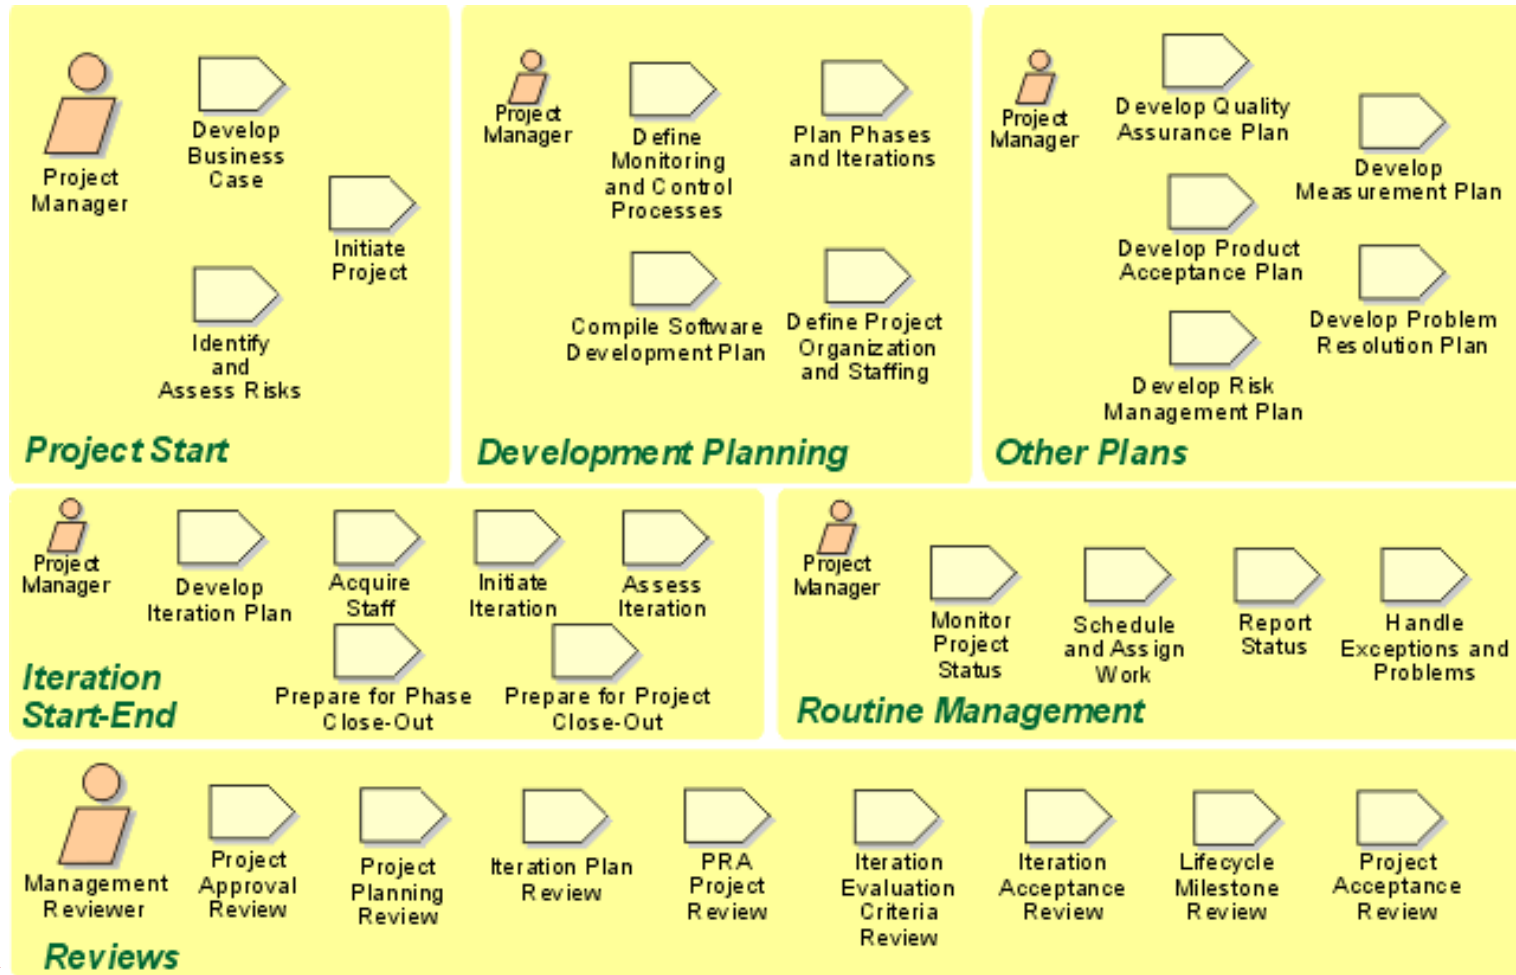 Project
Manager
Develop
Business
Case
Initiate
Project
Identify
and
Assess Risks
Project Start
Project
Manager
Define
Monitoring
and Control
Processes
Plan Phases
and Iterations
Compile Software
Development Plan
Define Project
Organization
and Staffing
Development Planning
Project
Manager
Develop Quality
Assurance Plan
Develop
Measurement Plan
Develop Product
Acceptance Plan
Develop Problem
Resolution Plan
Develop Risk
Management Plan
Other Plans
Project
Manager
Develop
Iteration Plan
Acquire
Staff
Initiate
Iteration
Assess
Iteration
Prepare for Phase
Close-Out
Prepare for Project
Close-Out
Iteration
Start-End
Project
Manager
Monitor
Project
Status
Schedule
and Assign
Work
Report
Status
Handle
Exceptions and
Problems
Routine Management
Management
Reviewer
Project
Approval
Review
Project
Planning
Review
Iteration Plan
Review
PRA
Project
Review
Iteration
Evaluation
Criteria
Review
Iteration
Acceptance
Review
Lifecycle
Milestone
Review
Project
Acceptance
Review
Reviews